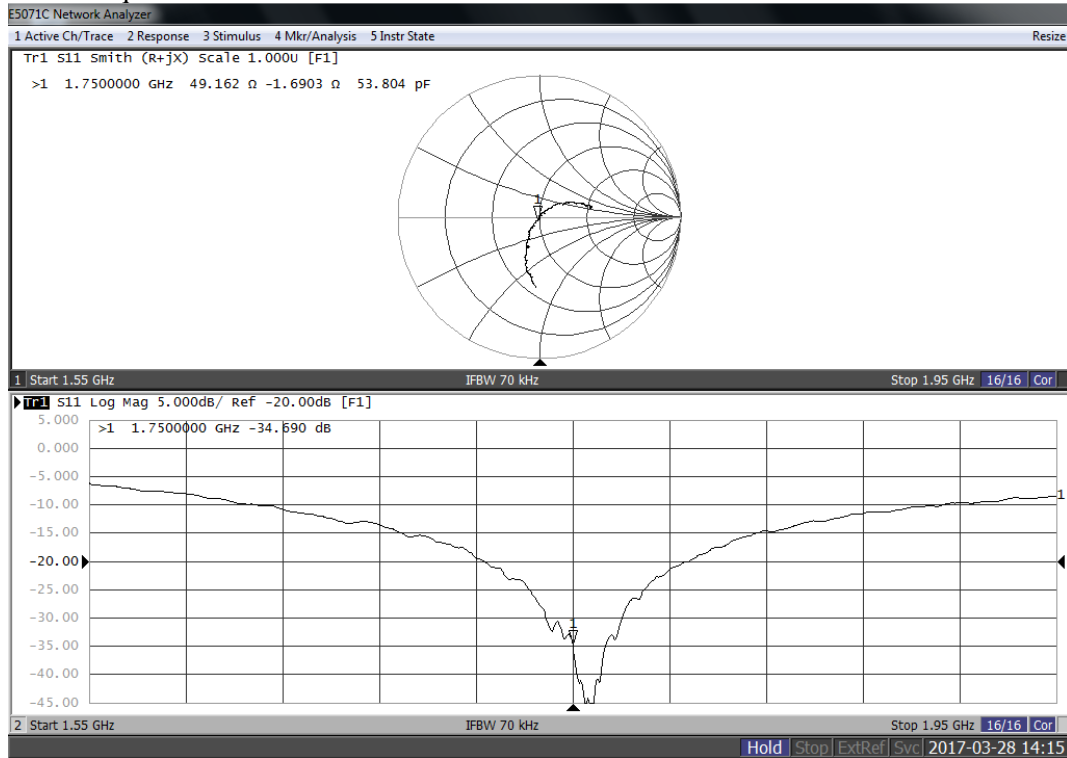 E5071C Network Analyzer
1 Active Ch/Trace 2 Response 3 Stimulus 4 Mkr/Analysis 5 Instr State Resize
Tr1 S11 Smith (R+jX) Scale 1.000U [F1]
>1 1.7500000 GHz 49.162 Ω -1.6903 Ω 53.804 pF
1
1 Start 1.55 GHz IFBW 70 kHz Stop 1.95 GHz 16/16 Cor
Tr1 S11 Log Mag 5.000dB/ Ref -20.00dB [F1]
5.000
>1 1.7500000 GHz -34.690 dB
0.000
-5.000
-10.00
1
-15.00
-20.00
-25.00
-30.00
1
-35.00
-40.00
-45.00
2 Start 1.55 GHz IFBW 70 kHz Stop 1.95 GHz 16/16 Cor
Hold Stop ExtRef Svc 2017-03-28 14:15